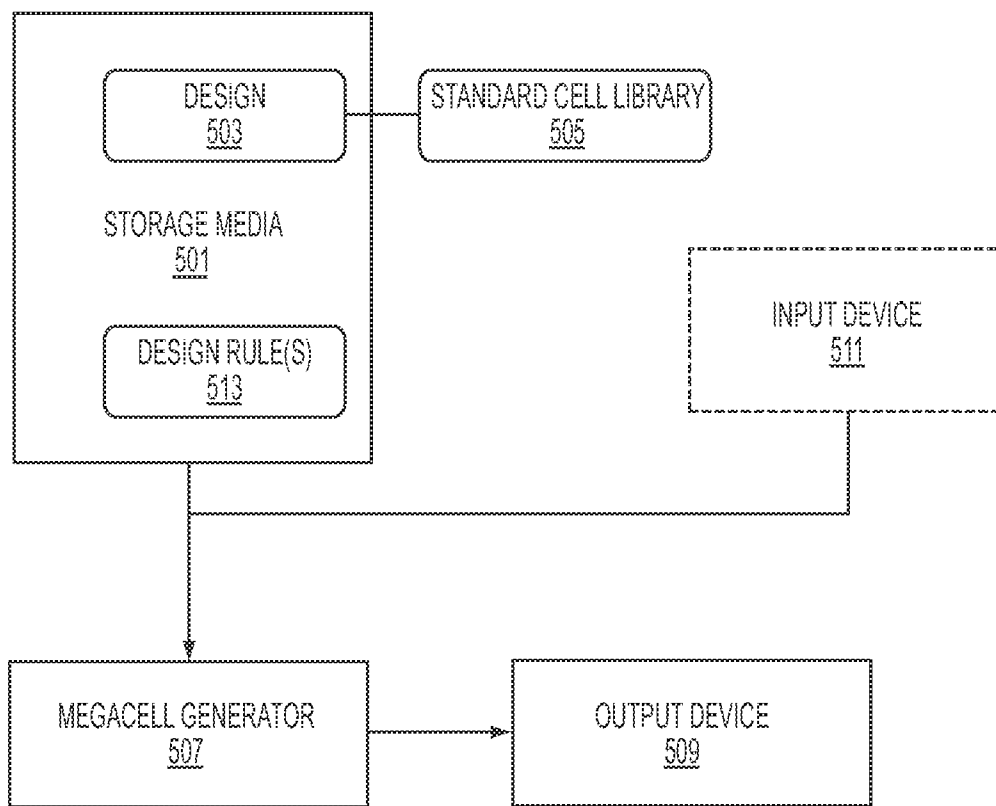 DESIGN
503
STANDARD CELL LIBRARY
505
STORAGE MEDIA
501
INPUT DEVICE
511
DESIGN RULE(S)
513
MEGACELL GENERATOR
507
OUTPUT DEVICE
509